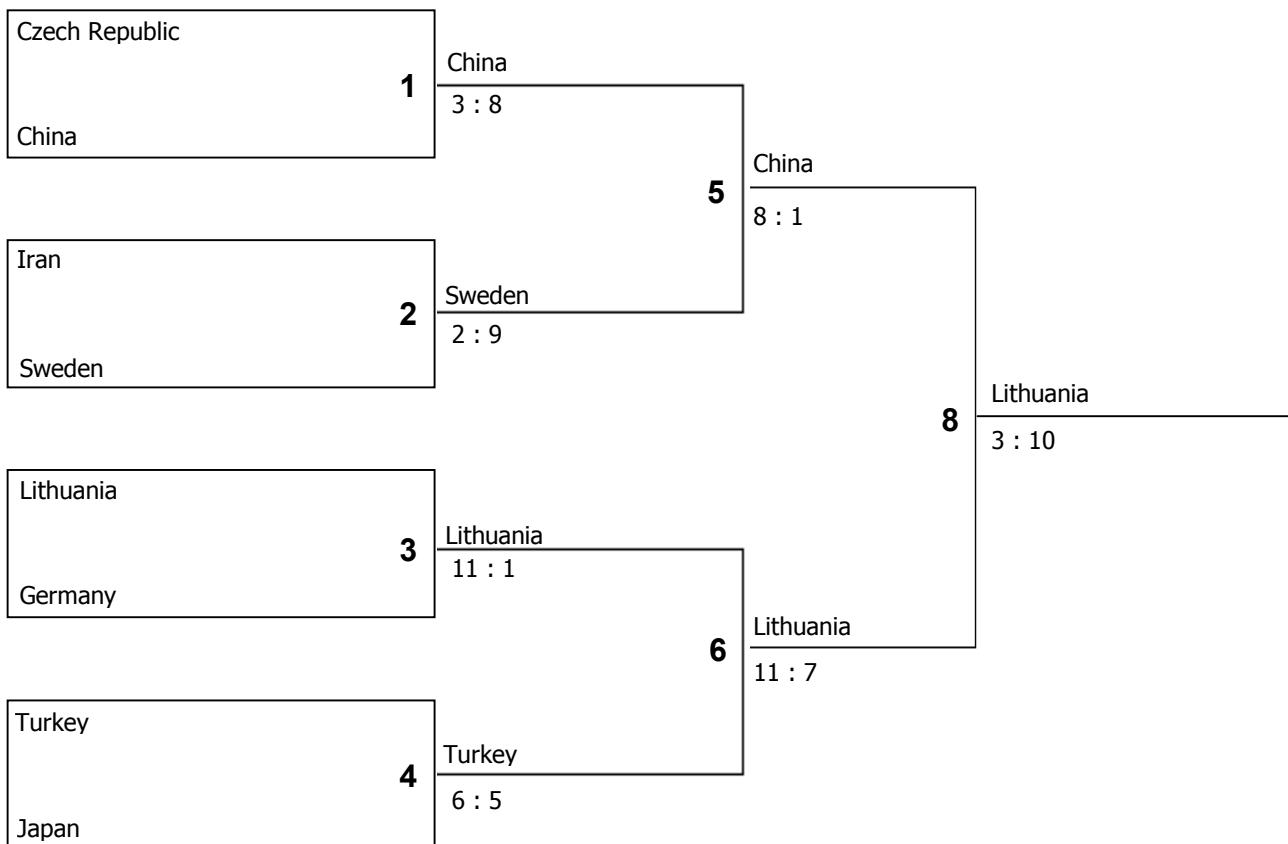 Czech Republic
1
China
3 : 8
China
China
5
8 : 1
Iran
2
Sweden
2 : 9
Sweden
Lithuania
8
3 : 10
Lithuania
3
Lithuania
11 : 1
Germany
Lithuania
6
11 : 7
Turkey
4
Turkey
6 : 5
Japan